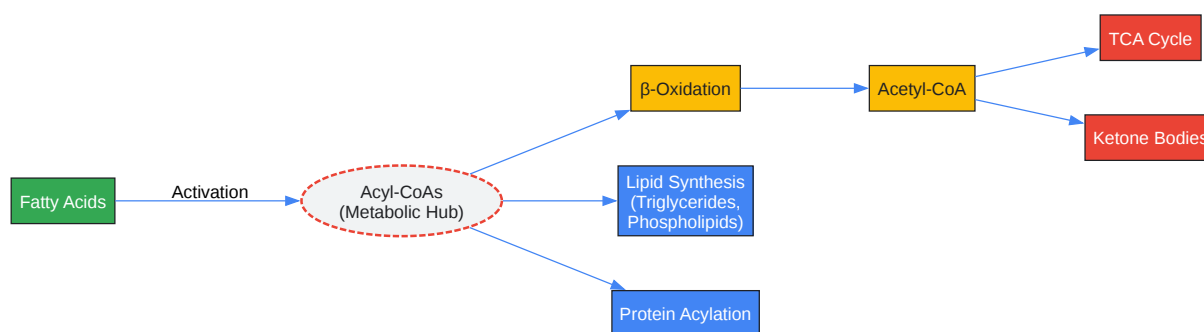 Fatty Acids
Activation
Acyl-CoAs
(Metabolic Hub)
β-Oxidation
Acetyl-CoA
TCA Cycle
Ketone Bodies
Lipid Synthesis
(Triglycerides,
Phospholipids)
Protein Acylation